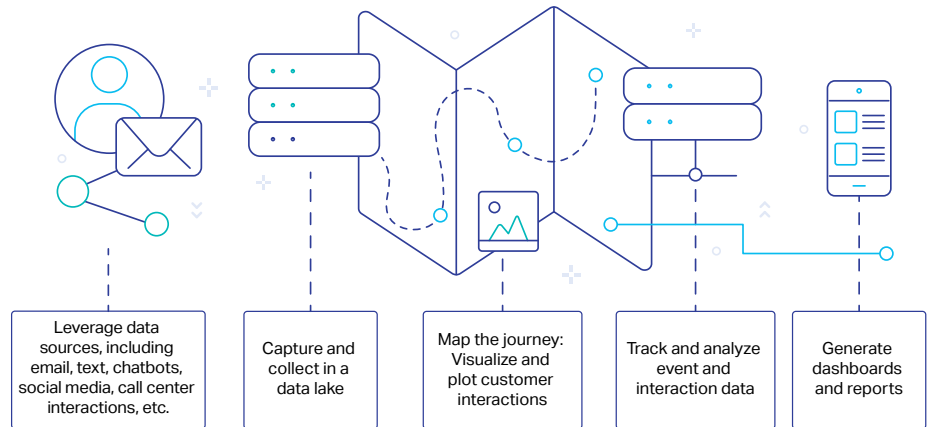 Leverage data
sources, including
email, text, chatbots,
social media, call center
interactions, etc.
Capture and
collect in a
data lake
Map the journey:
Visualize and
plot customer
interactions
Track and analyze
event and
interaction data
Generate
dashboards
and reports